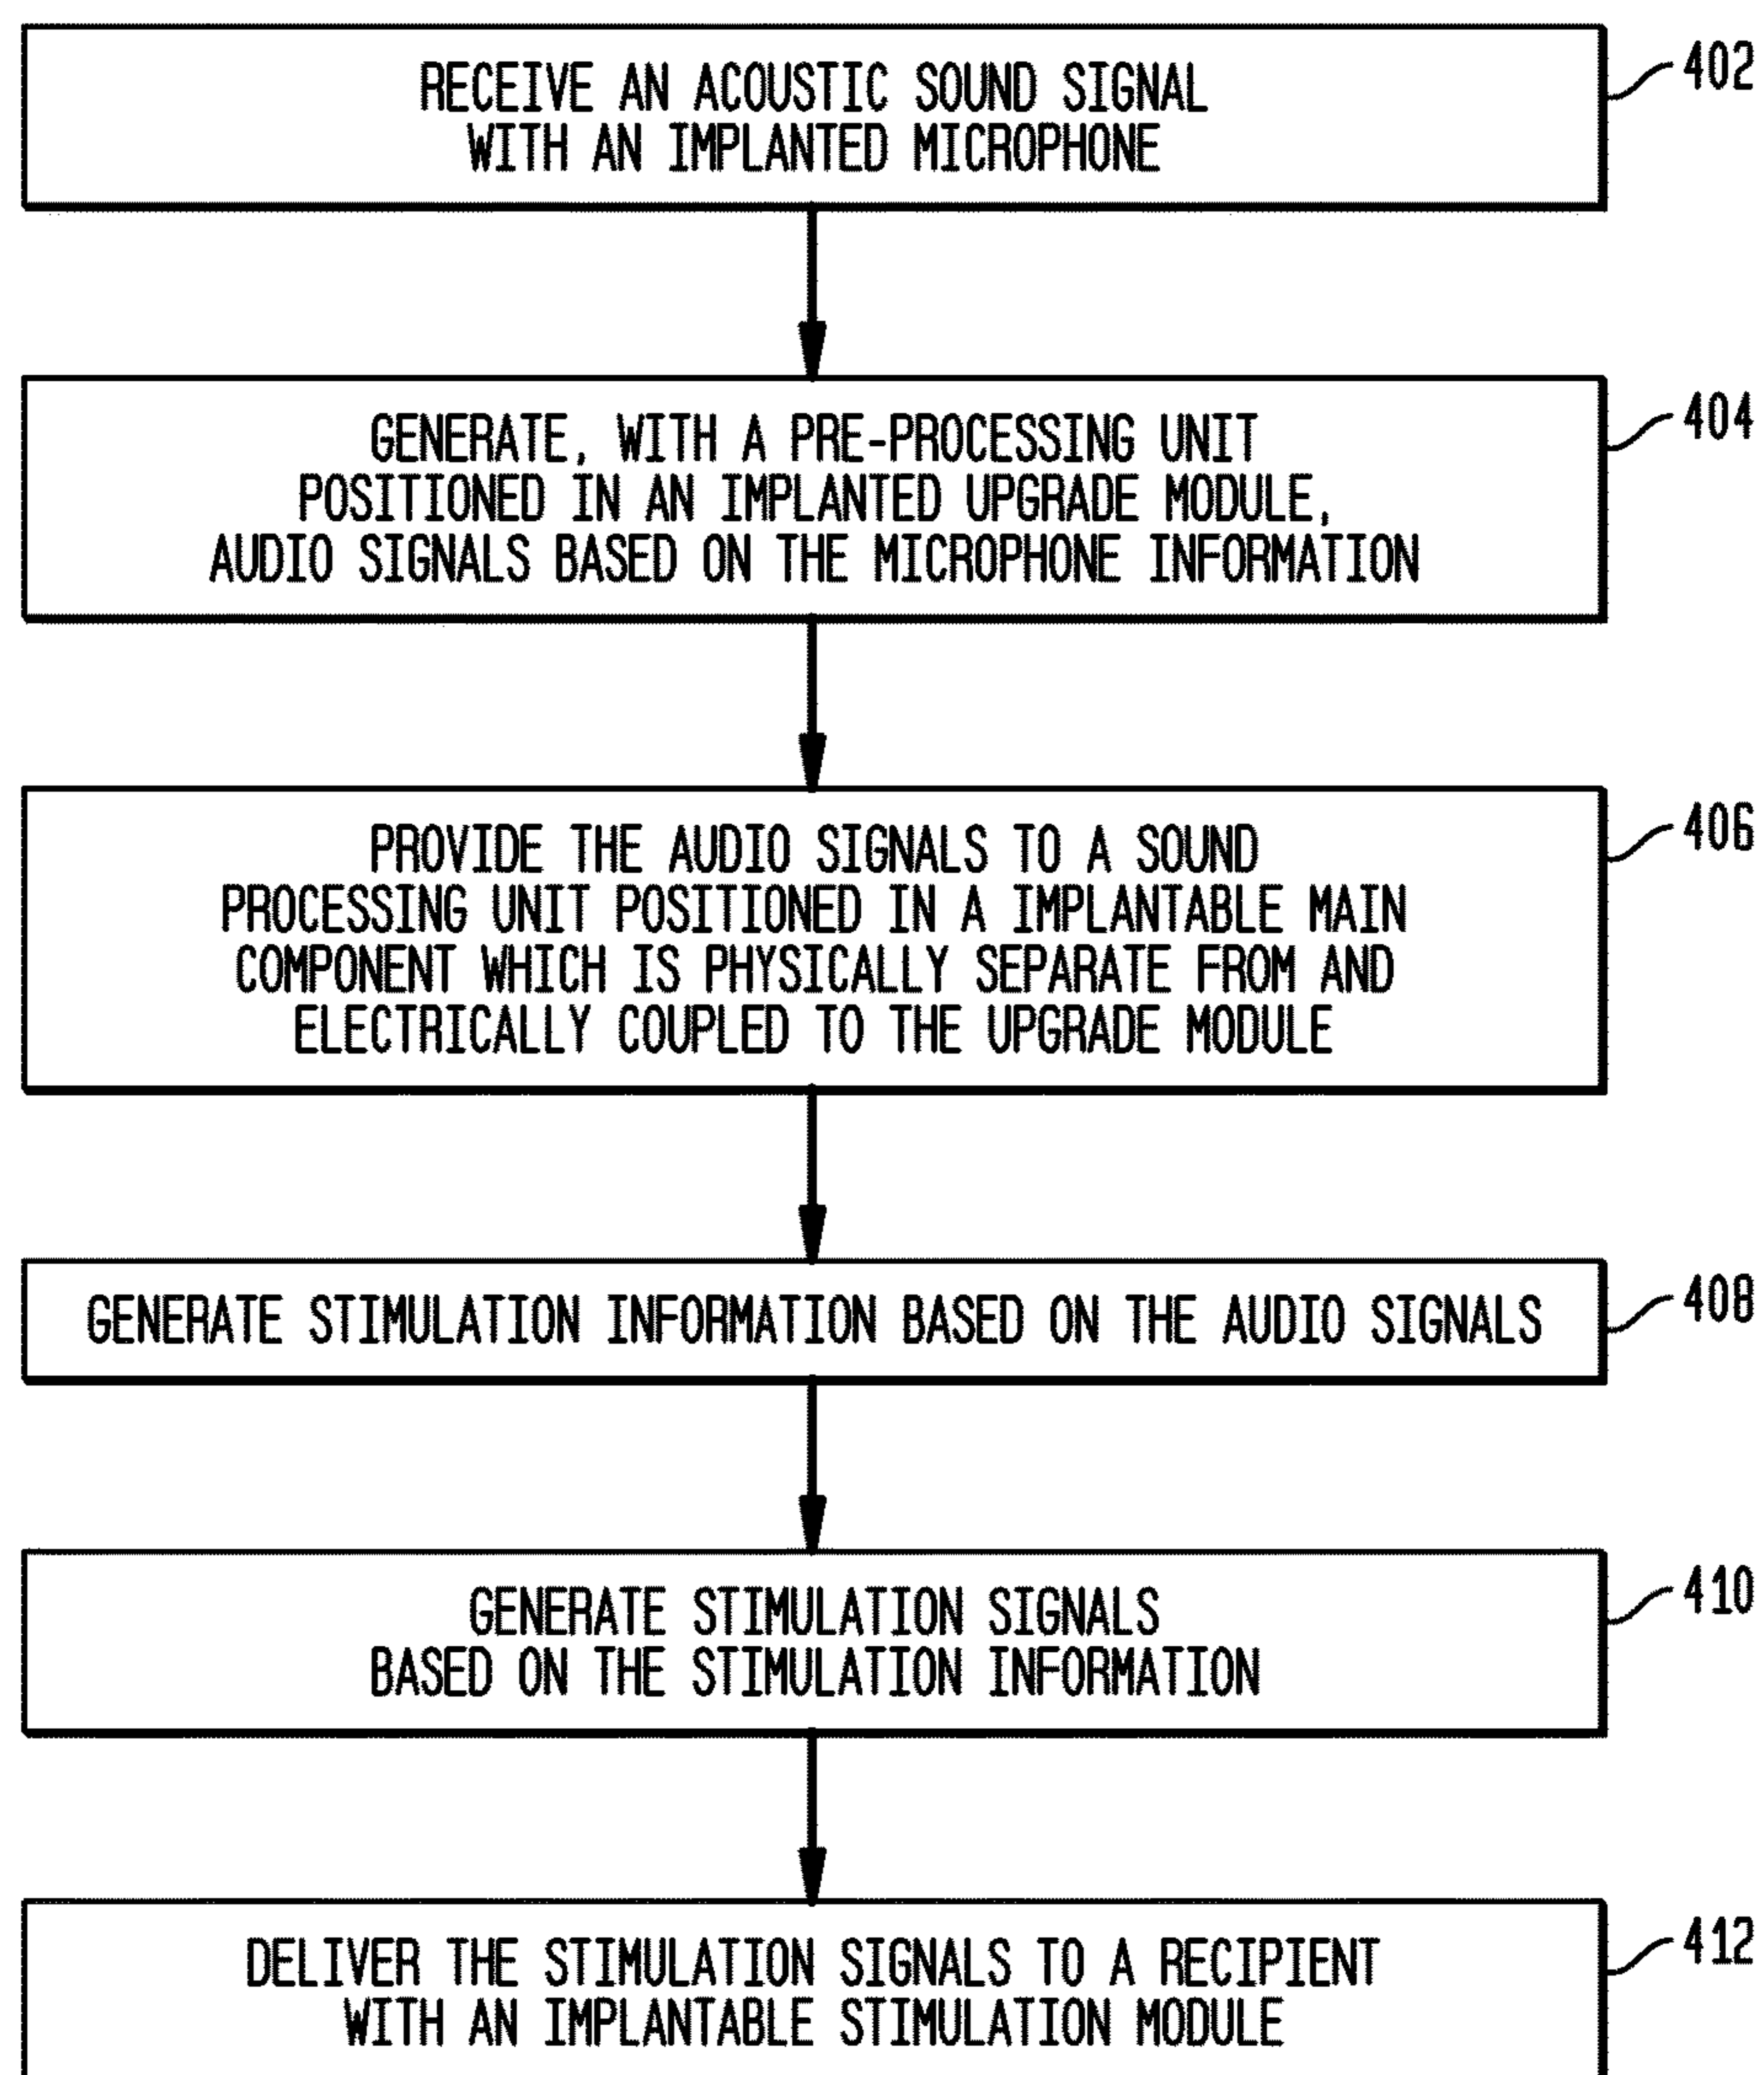 RECEIVE AN ACOUSTIC SOUND SIGNAL
WITH AN IMPLANTED MICROPHONE
402
GENERATE, WITH A PRE-PROCESSING UNIT
POSITIONED IN AN IMPLANTED UPGRADE MODULE,
AUDIO SIGNALS BASED ON THE MICROPHONE INFORMATION
404
PROVIDE THE AUDIO SIGNALS TO A SOUND
PROCESSING UNIT POSITIONED IN A IMPLANTABLE MAIN
COMPONENT WHICH IS PHYSICALLY SEPARATE FROM AND
ELECTRICALLY COUPLED TO THE UPGRADE MODULE
406
GENERATE STIMULATION INFORMATION BASED ON THE AUDIO SIGNALS
408
GENERATE STIMULATION SIGNALS
BASED ON THE STIMULATION INFORMATION
410
DELIVER THE STIMULATION SIGNALS TO A RECIPIENT
WITH AN IMPLANTABLE STIMULATION MODULE
412